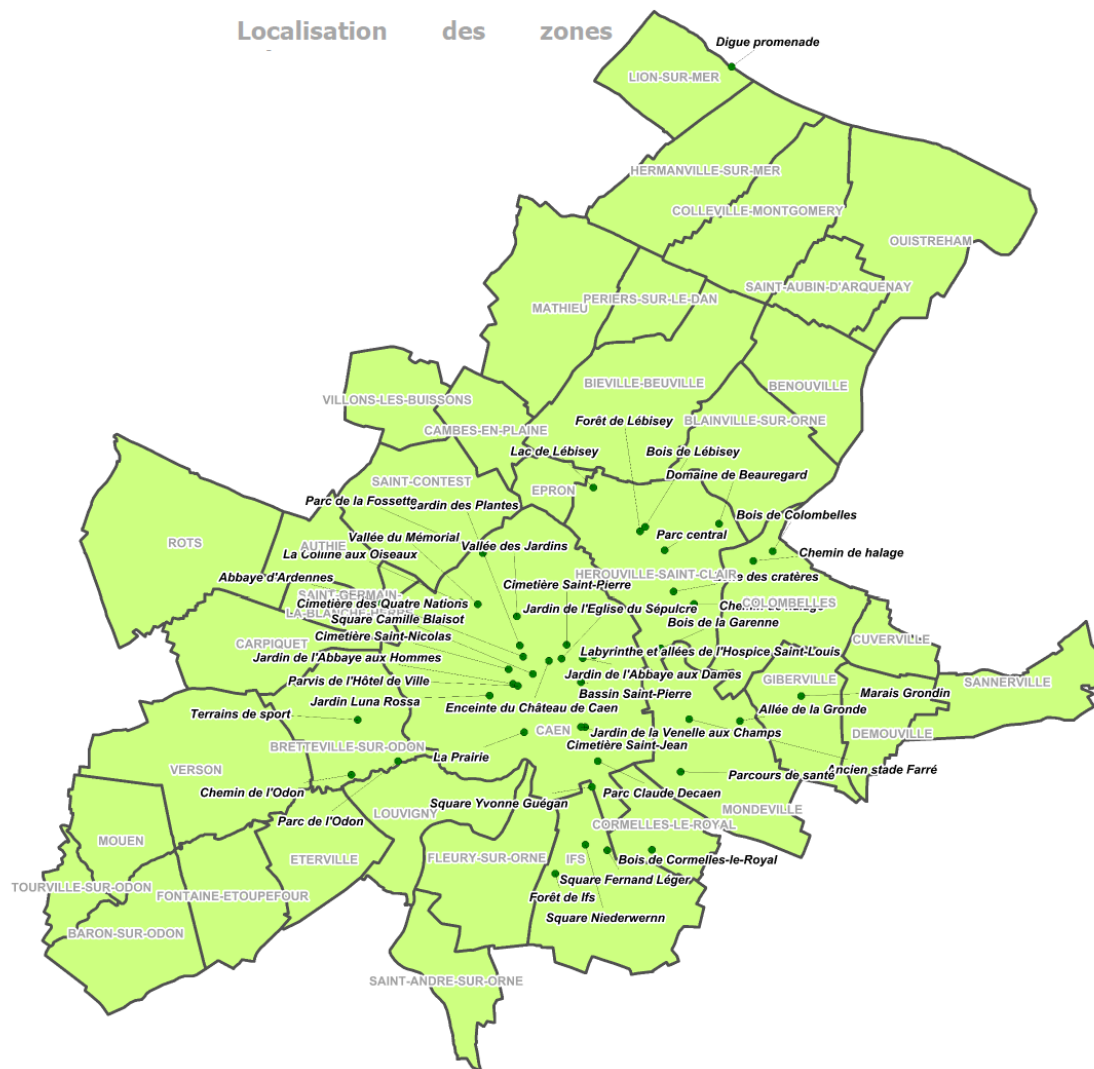 Localisation des zones
Digue promenade
LION-SUR-MER
HERMANVILLE-SUR-MER
COLLEVILLE-MONTGOMERY
OUISTREHAM
SAINT-AUBIN-D'ARQUENAY
PERIERS-SUR-LE-DAN
MATHIEU
BIEVILLE-BEUVILLE
BENOUVILLE
VILLONS-LES-BUISSONS
CAMBES-EN-PLAINE
Forêt de Lébisey
BLAINVILLE-SUR-ORNE
Lac de Lébisey
Bois de Lébisey
Domaine de Beauregard
SAINT-CONTEST
EPRON
Parc de la Fossette
Jardin des Plantes
Bois de Colombelles
Parc central
Vallée du Mémorial
Vallée des Jardins
ROTS
AUTHIE
La Colline aux Oiseaux
Chemin de halage
Abbaye d'Ardennes
Cimetière Saint-Pierre
HEROUVILLE-SAINT-CLAIR
des cratères
SAINT-GERMAIN-
LA-BLANCHE-HERBE
Cimetière des Quatre Nations
Jardin de l'Eglise du Sépulcre
COLOMBELLES
Square Camille Blaisot
Bois de la Garenne
Cimetière Saint-Nicolas
CARPIQUET
CUVERVILLE
Jardin de l'Abbaye aux Hommes
Labyrinthe et allées de l'Hospice Saint-Louis
Jardin de l'Abbaye aux Dames
Parvis de l'Hôtel de Ville
GIBERVILLE
SANNERVILLE
Bassin Saint-Pierre
Marais Grondin
Jardin Luna Rossa
Enceinte du Château de Caen
Allée de la Gronde
Terrains de sport
CAEN
Jardin de la Venelle aux Champs
DEMOUVILLE
BRETTEVILLE-SUR-ODON
Cimetière Saint-Jean
La Prairie
VERSON
Ancien stade Farré
Parcours de santé
Chemin de l'Odon
Parc Claude Decaen
Square Yvonne Guégan
MONDEVILLE
LOUVIGNY
Parc de l'Odon
CORMELLES-LE-ROYAL
MOUEN
ETERVILLE
FLEURY-SUR-ORNE
IFS
Bois de Cormelles-le-Royal
Square Fernand Léger
TOURVILLE-SUR-ODON
FONTAINE-ETOUPEFOUR
Forêt de Ifs
Square Niederwernn
BARON-SUR-ODON
SAINT-ANDRE-SUR-ORNE